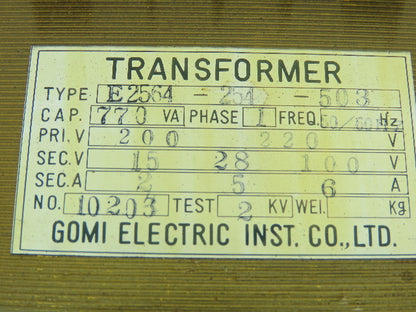 TRANSFORMER
TYPE E2564 - 254 - 503
CAP. 770 VA PHASE 1 FREQ. 50/60 Hz
PRI. V 200 220 V
SEC. V 15 28 100 V
SEC. A 2 5 6 A
NO. 10203 TEST 2 KV WEI. Kg
GOMI ELECTRIC INST. CO., LTD.